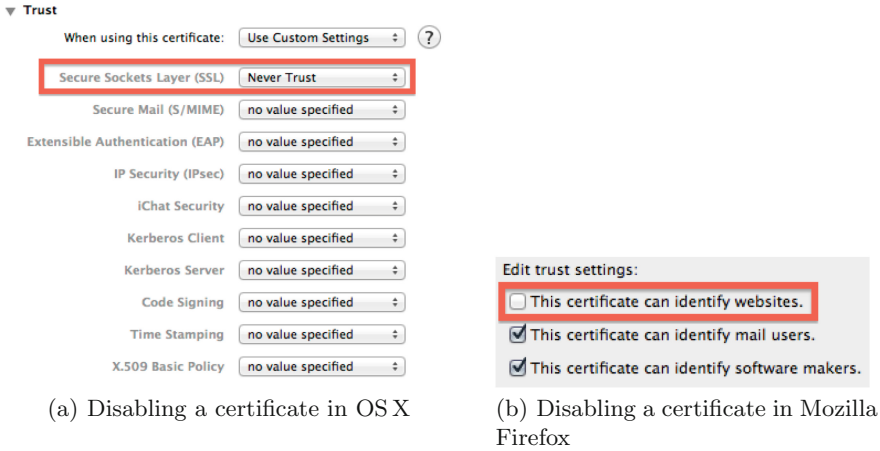 Trust
When using this certificate: Use Custom Settings ?
Secure Sockets Layer (SSL) Never Trust
Secure Mail (S/MIME) no value specified
Extensible Authentication (EAP) no value specified
IP Security (IPsec) no value specified
iChat Security no value specified
Kerberos Client no value specified
Kerberos Server no value specified
Code Signing no value specified
Time Stamping no value specified
X.509 Basic Policy no value specified
(a) Disabling a certificate in OS X
Edit trust settings:
This certificate can identify websites.
This certificate can identify mail users.
This certificate can identify software makers.
(b) Disabling a certificate in Mozilla
Firefox